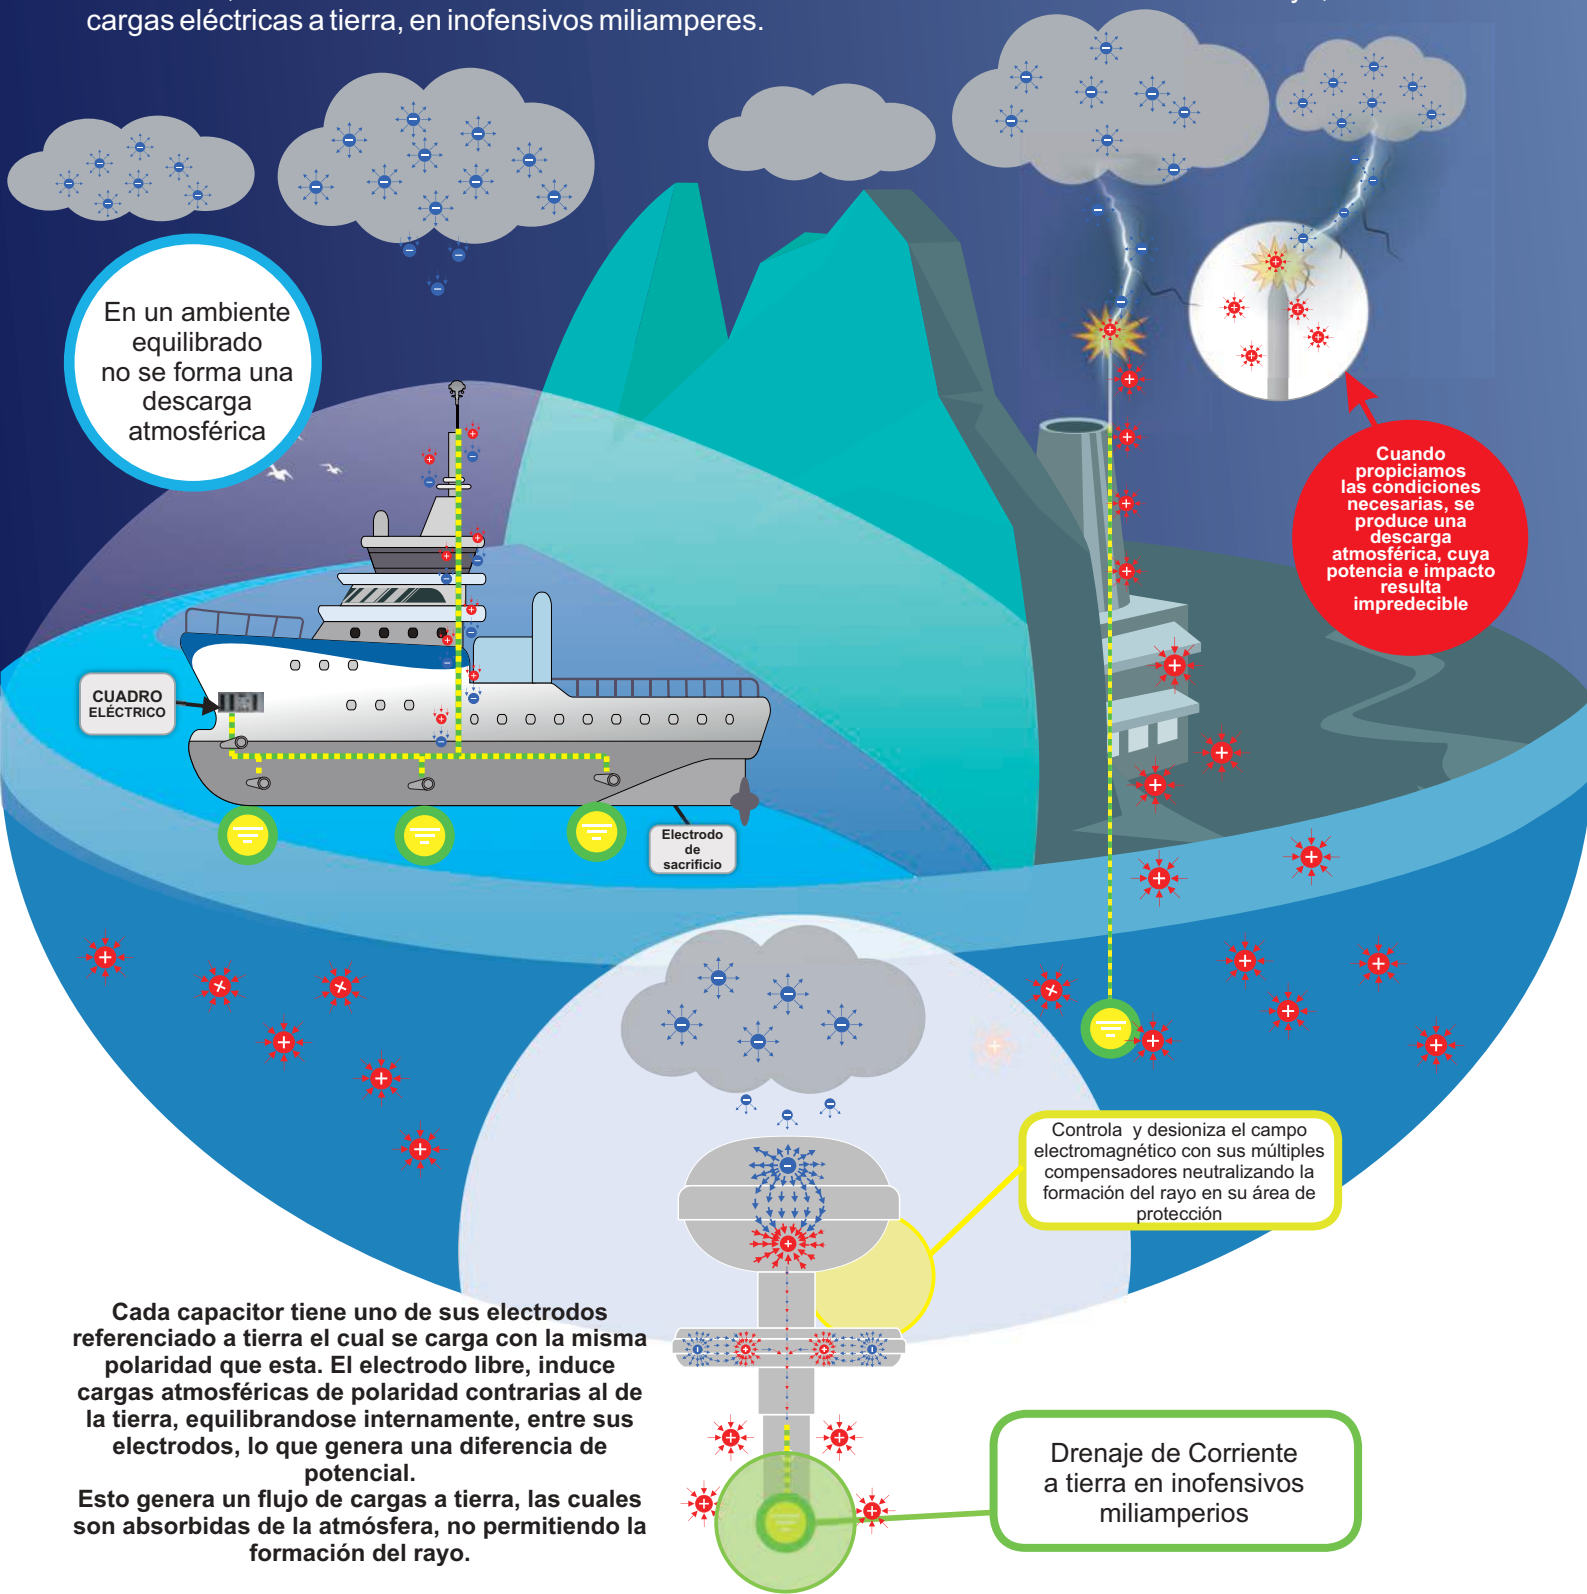 cargas eléctricas a tierra, en inofensivos miliamperes.
En un ambiente
equilibrado
no se forma una
descarga
atmosférica
Cuando
propiciamos
las condiciones
necesarias, se
produce una
descarga
atmosférica, cuya
potencia e impacto
resulta
impredecible
CUADRO
ELÉCTRICO
Electrodo
de
sacrificio
Controla y desioniza el campo
electromagnético con sus múltiples
compensadores neutralizando la
formación del rayo en su área de
protección
Cada capacitor tiene uno de sus electrodos
referenciado a tierra el cual se carga con la misma
polaridad que esta. El electrodo libre, induce
cargas atmosféricas de polaridad contrarias al de
la tierra, equilibrandose internamente, entre sus
electrodos, lo que genera una diferencia de
potencial.
Esto genera un flujo de cargas a tierra, las cuales
son absorbidas de la atmósfera, no permitiendo la
formación del rayo.
Drenaje de Corriente
a tierra en inofensivos
miliamperios